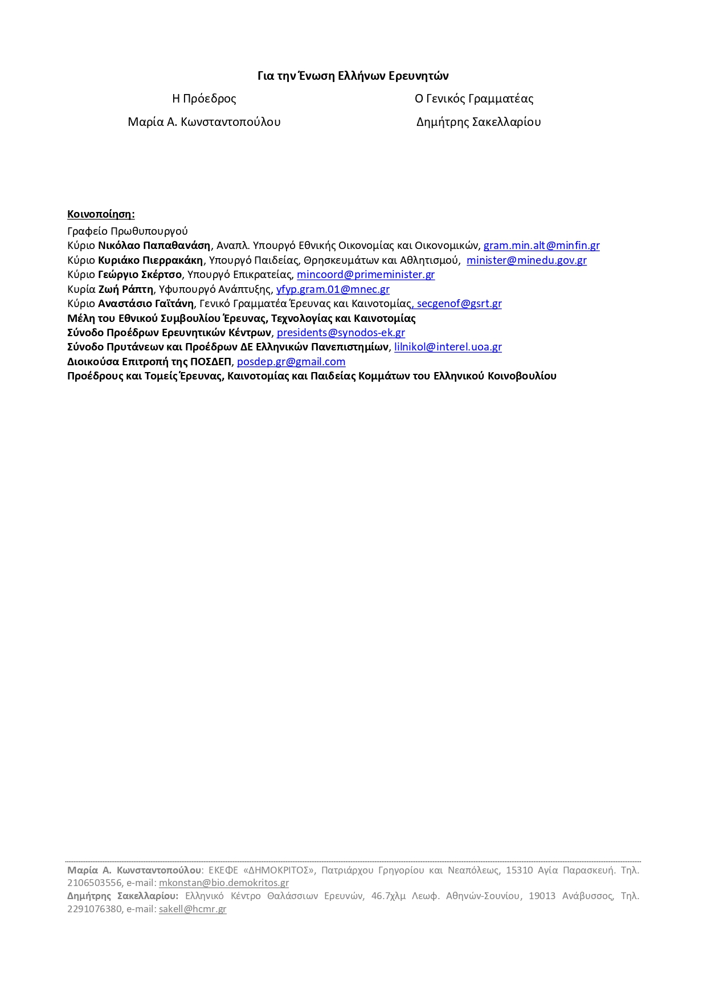 Για την Ένωση Ελλήνων Ερευνητών
Η Πρόεδρος Ο Γενικός Γραμματέας
Μαρία Α. Κωνσταντοπούλου Δημήτρης Σακελλαρίου
Κοινοποίηση:
Γραφείο Πρωθυπουργού
Κύριο Νικόλαο Παπαθανάση, Αναπλ. Υπουργό Εθνικής Οικονομίας και Οικονομικών, gram.min.alt@minfin.gr
Κύριο Κυριάκο Πιερρακάκη, Υπουργό Παιδείας, Θρησκευμάτων και Αθλητισμού, minister@minedu.gov.gr
Κύριο Γεώργιο Σκέρτσο, Υπουργό Επικρατείας, mincoord@primeminister.gr
Κυρία Ζωή Ράπτη, Υφυπουργό Ανάπτυξης, yfyp.gram.01@mnec.gr
Κύριο Αναστάσιο Γαϊτάνη, Γενικό Γραμματέα Έρευνας και Καινοτομίας, secgenof@gsrt.gr
Μέλη του Εθνικού Συμβουλίου Έρευνας, Τεχνολογίας και Καινοτομίας
Σύνοδο Προέδρων Ερευνητικών Κέντρων, presidents@synodos-ek.gr
Σύνοδο Πρυτάνεων και Προέδρων ΔΕ Ελληνικών Πανεπιστημίων, lilnikol@interel.uoa.gr
Διοικούσα Επιτροπή της ΠΟΣΔΕΠ, posdep.gr@gmail.com
Προέδρους και Τομείς Έρευνας, Καινοτομίας και Παιδείας Κομμάτων του Ελληνικού Κοινοβουλίου
Μαρία Α. Κωνσταντοπούλου: ΕΚΕΦΕ «ΔΗΜΟΚΡΙΤΟΣ», Πατριάρχου Γρηγορίου και Νεαπόλεως, 15310 Αγία Παρασκευή. Τηλ.
2106503556, e-mail: mkonstan@bio.demokritos.gr
Δημήτρης Σακελλαρίου: Ελληνικό Κέντρο Θαλάσσιων Ερευνών, 46.7χλμ Λεωφ. Αθηνών-Σουνίου, 19013 Ανάβυσσος, Τηλ.
2291076380, e-mail: sakell@hcmr.gr